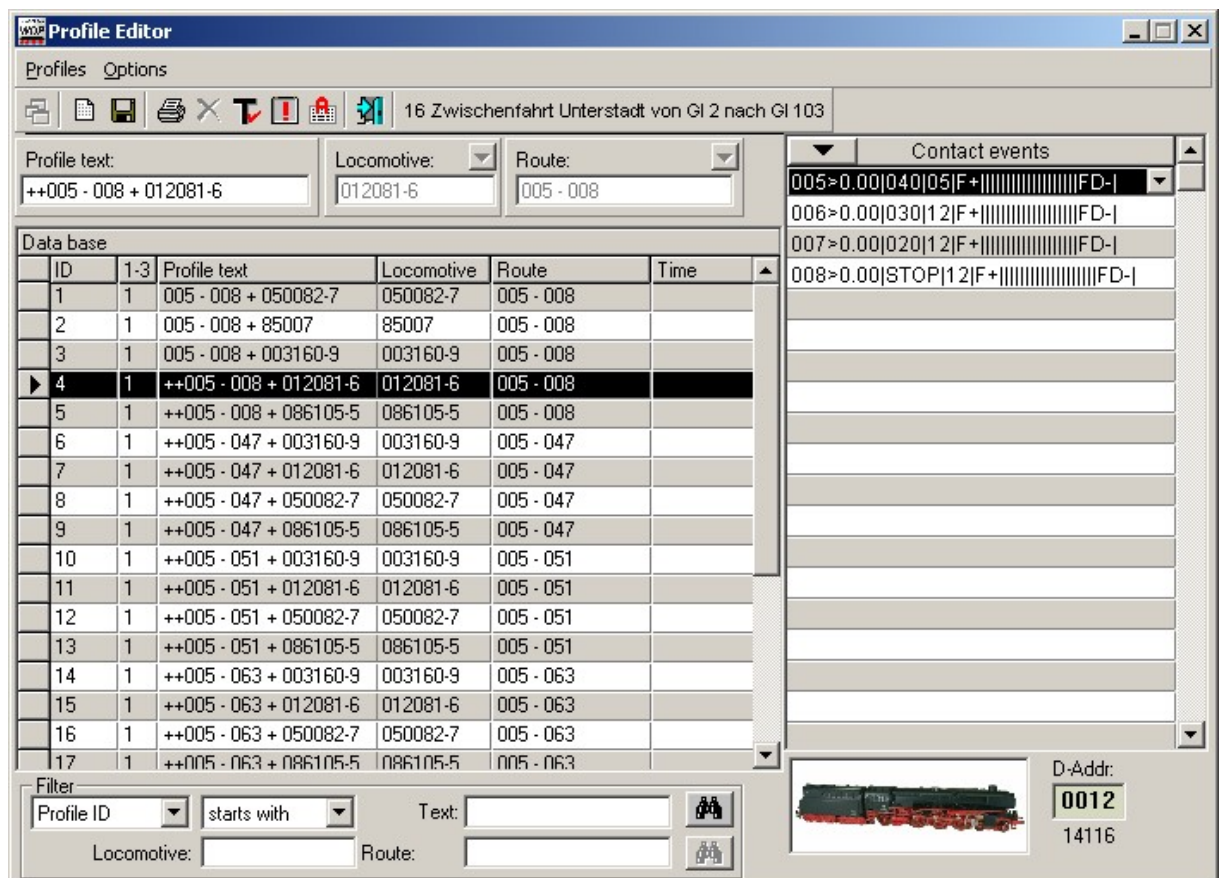 Profile Editor
Profiles Options
16 Zwischenfahrt Unterstadt von Gl 2 nach Gl 103
Profile text: Locomotive: Route:
++005 - 008 + 012081-6 012081-6 005 - 008
Data base
ID 1-3 Profile text Locomotive Route Time
1 1 005 - 008 + 050082-7 050082-7 005 - 008
2 1 005 - 008 + 85007 85007 005 - 008
3 1 005 - 008 + 003160-9 003160-9 005 - 008
4 1 ++005 - 008 + 012081-6 012081-6 005 - 008
5 1 ++005 - 008 + 086105-5 086105-5 005 - 008
6 1 ++005 - 047 + 003160-9 003160-9 005 - 047
7 1 ++005 - 047 + 012081-6 012081-6 005 - 047
8 1 ++005 - 047 + 050082-7 050082-7 005 - 047
9 1 ++005 - 047 + 086105-5 086105-5 005 - 047
10 1 ++005 - 051 + 003160-9 003160-9 005 - 051
11 1 ++005 - 051 + 012081-6 012081-6 005 - 051
12 1 ++005 - 051 + 050082-7 050082-7 005 - 051
13 1 ++005 - 051 + 086105-5 086105-5 005 - 051
14 1 ++005 - 063 + 003160-9 003160-9 005 - 063
15 1 ++005 - 063 + 012081-6 012081-6 005 - 063
16 1 ++005 - 063 + 050082-7 050082-7 005 - 063
17 1 ++005 - 063 + 086105-5 086105-5 005 - 063
Contact events
005>0.00|040|05|F+|||||||||||||||||||FD-|
006>0.00|030|12|F+|||||||||||||||||||FD-|
007>0.00|020|12|F+|||||||||||||||||||FD-|
008>0.00|STOP|12|F+|||||||||||||||||||FD-|
Filter
Profile ID starts with Text:
Locomotive: Route:
D-Addr:
0012
14116